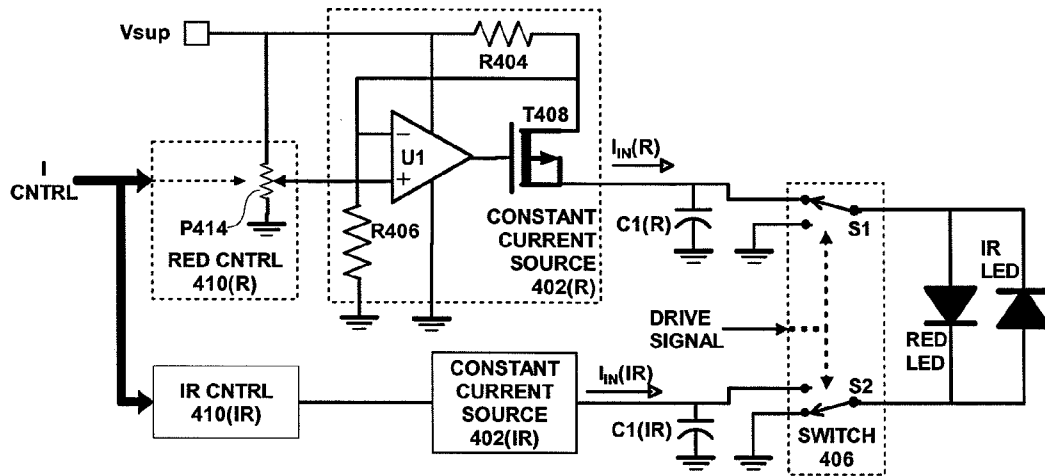 Vsup
R404
T408
I
CNTRL
−
U1
+
I_IN(R)
P414
RED CNTRL
410(R)
R406
CONSTANT
CURRENT
SOURCE
402(R)
C1(R)
S1
IR
LED
DRIVE
SIGNAL
RED
LED
IR CNTRL
410(IR)
CONSTANT
CURRENT
SOURCE
402(IR)
I_IN(IR)
C1(IR)
S2
SWITCH
406